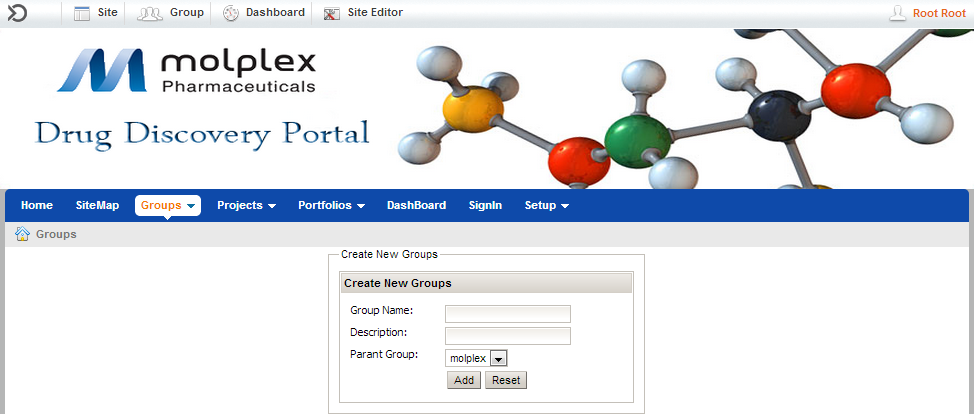 Site Group Dashboard Site Editor Root Root
molplex
Pharmaceuticals
Drug Discovery Portal
Home SiteMap Groups Projects Portfolios DashBoard SignIn Setup
Groups
Create New Groups
Create New Groups
Group Name:
Description:
Parant Group: molplex
Add Reset